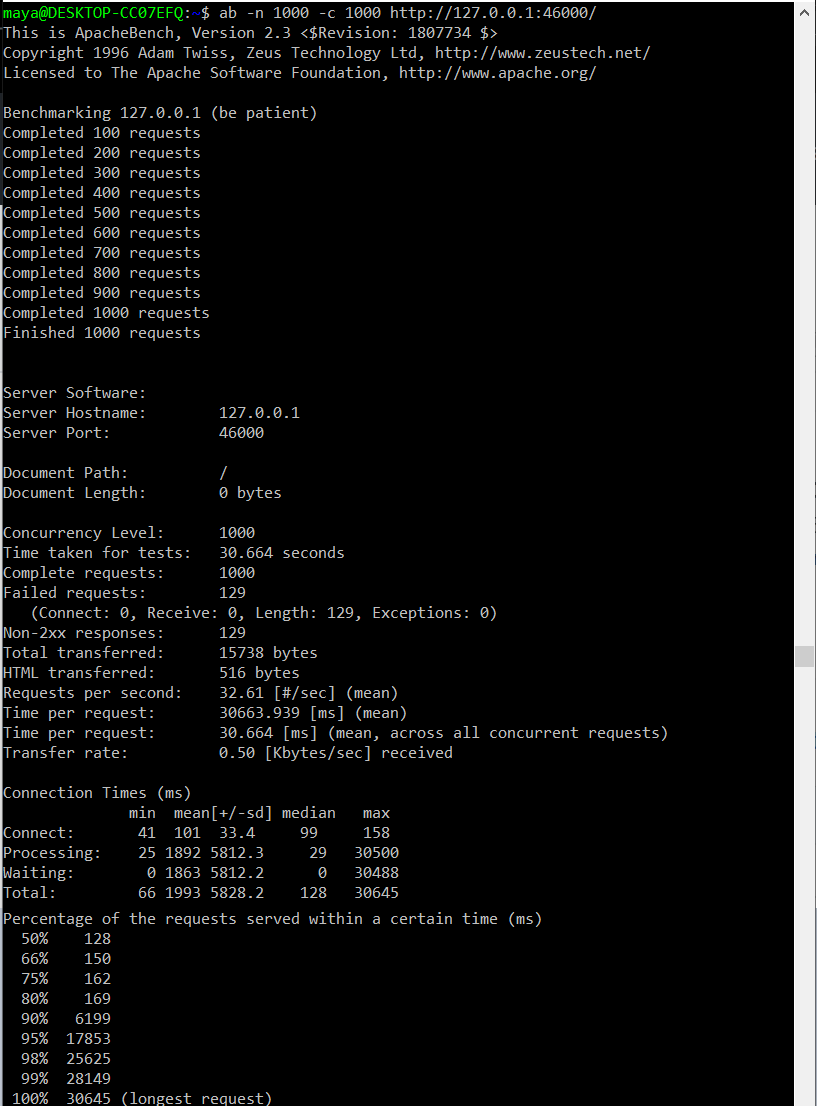 maya@DESKTOP-CC07EFQ:~$ ab -n 1000 -c 1000 http://127.0.0.1:46000/
This is ApacheBench, Version 2.3 <$Revision: 1807734 $>
Copyright 1996 Adam Twiss, Zeus Technology Ltd, http://www.zeustech.net/
Licensed to The Apache Software Foundation, http://www.apache.org/

Benchmarking 127.0.0.1 (be patient)
Completed 100 requests
Completed 200 requests
Completed 300 requests
Completed 400 requests
Completed 500 requests
Completed 600 requests
Completed 700 requests
Completed 800 requests
Completed 900 requests
Completed 1000 requests
Finished 1000 requests


Server Software:
Server Hostname:        127.0.0.1
Server Port:            46000

Document Path:          /
Document Length:        0 bytes

Concurrency Level:      1000
Time taken for tests:   30.664 seconds
Complete requests:      1000
Failed requests:        129
   (Connect: 0, Receive: 0, Length: 129, Exceptions: 0)
Non-2xx responses:      129
Total transferred:      15738 bytes
HTML transferred:       516 bytes
Requests per second:    32.61 [#/sec] (mean)
Time per request:       30663.939 [ms] (mean)
Time per request:       30.664 [ms] (mean, across all concurrent requests)
Transfer rate:          0.50 [Kbytes/sec] received

Connection Times (ms)
              min  mean[+/-sd] median   max
Connect:       41  101  33.4     99     158
Processing:    25 1892 5812.3     29   30500
Waiting:        0 1863 5812.2      0   30488
Total:         66 1993 5828.2    128   30645

Percentage of the requests served within a certain time (ms)
  50%    128
  66%    150
  75%    162
  80%    169
  90%   6199
  95%  17853
  98%  25625
  99%  28149
 100%  30645 (longest request)